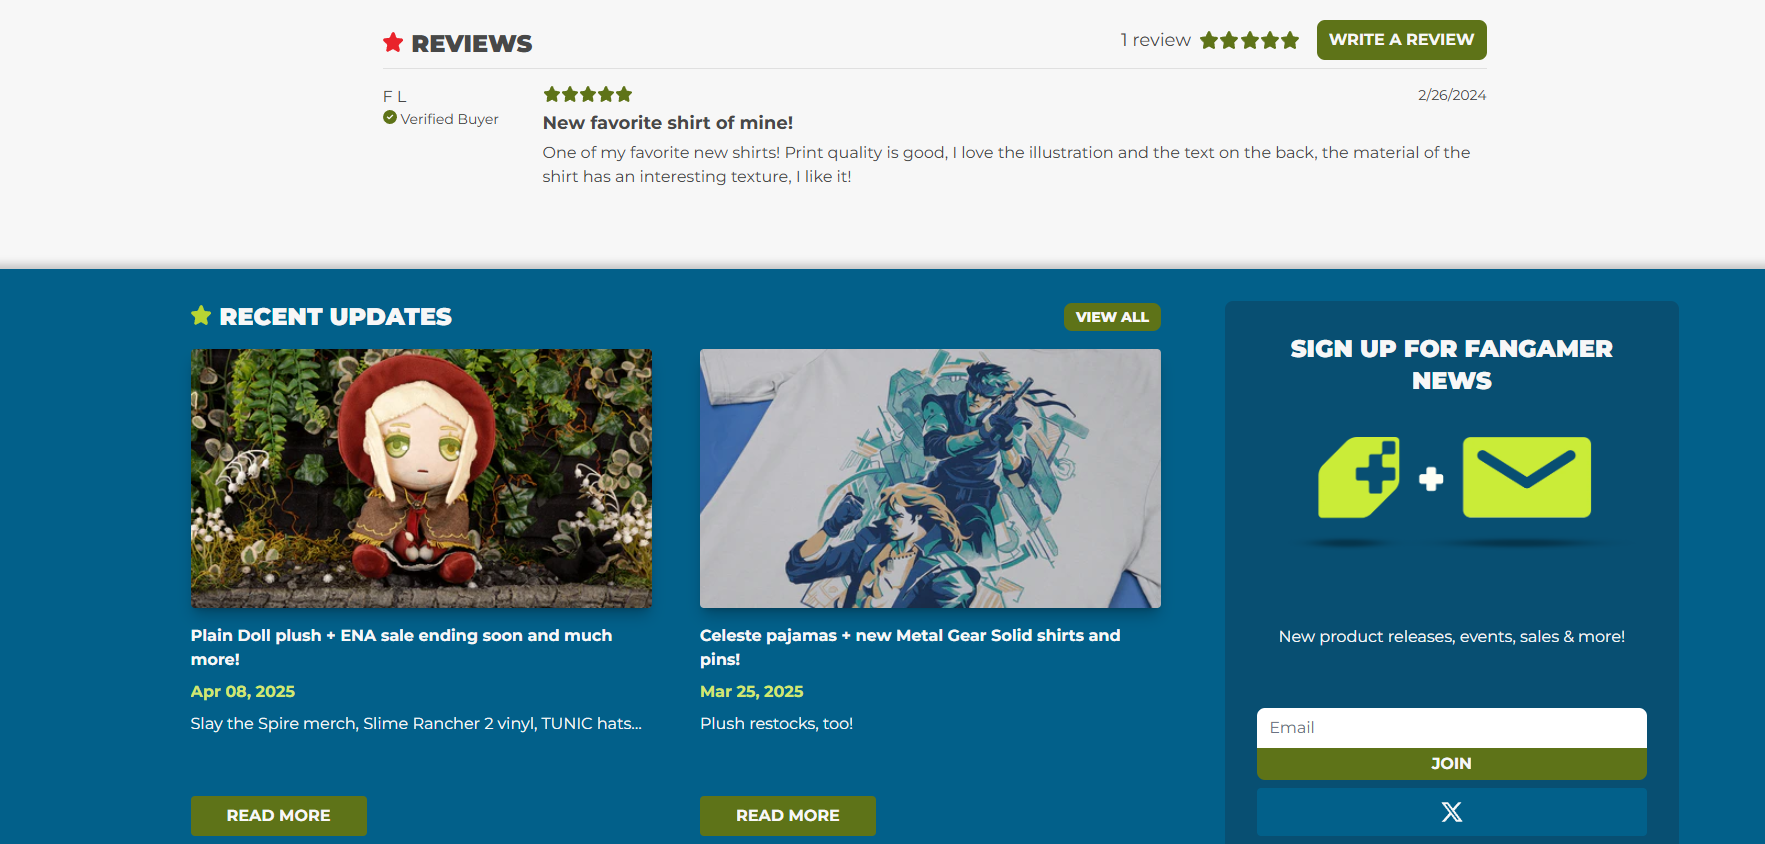 REVIEWS
1 review
WRITE A REVIEW
F L
Verified Buyer
2/26/2024
New favorite shirt of mine!
One of my favorite new shirts! Print quality is good, I love the illustration and the text on the back, the material of the
shirt has an interesting texture, I like it!
RECENT UPDATES
VIEW ALL
Plain Doll plush + ENA sale ending soon and much
more!
Apr 08, 2025
Slay the Spire merch, Slime Rancher 2 vinyl, TUNIC hats...
READ MORE
Celeste pajamas + new Metal Gear Solid shirts and
pins!
Mar 25, 2025
Plush restocks, too!
READ MORE
SIGN UP FOR FANGAMER
NEWS
New product releases, events, sales & more!
Email
JOIN